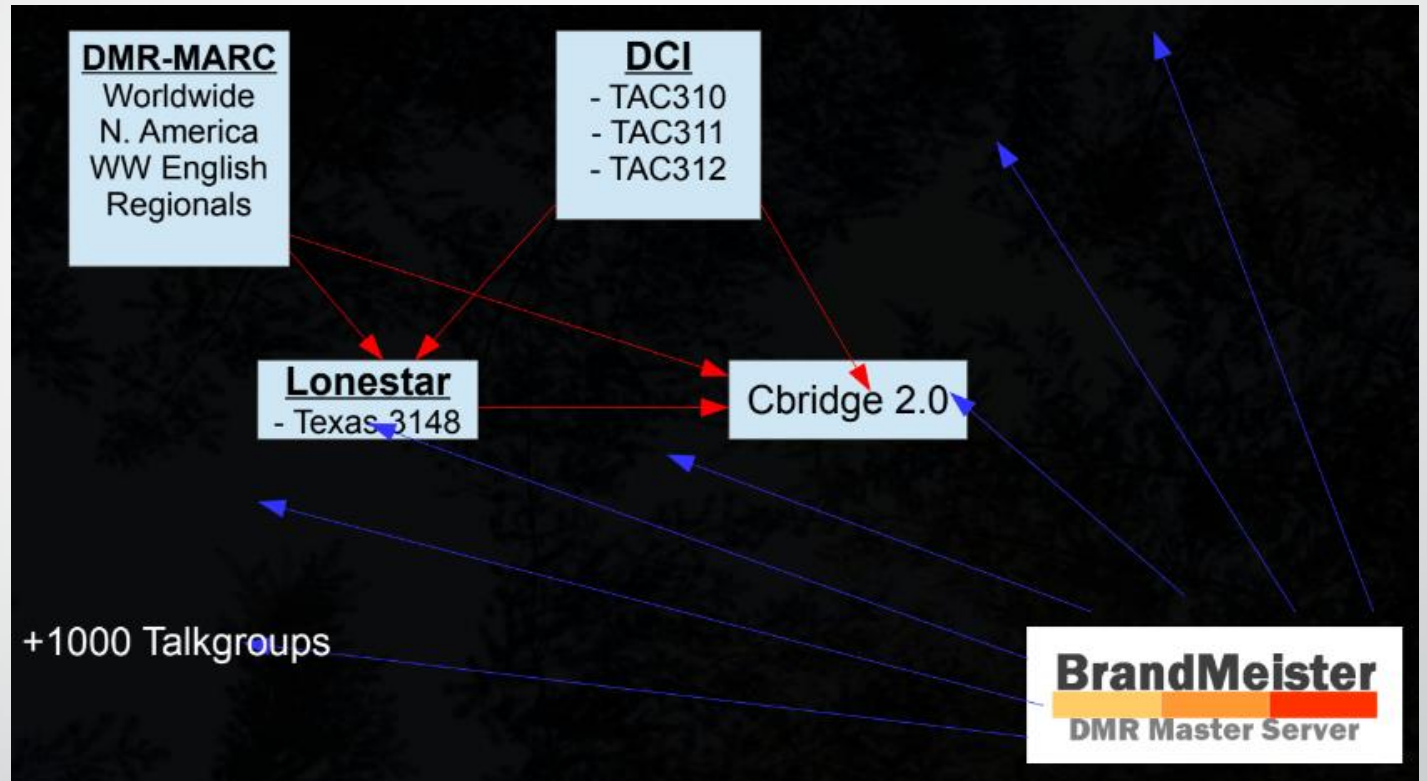 DMR-MARC
Worldwide
N. America
WW English
Regionals
DCI
- TAC310
- TAC311
- TAC312
Lonestar
- Texas 3148
Cbridge 2.0
+1000 Talkgroups
BrandMeister
DMR Master Server